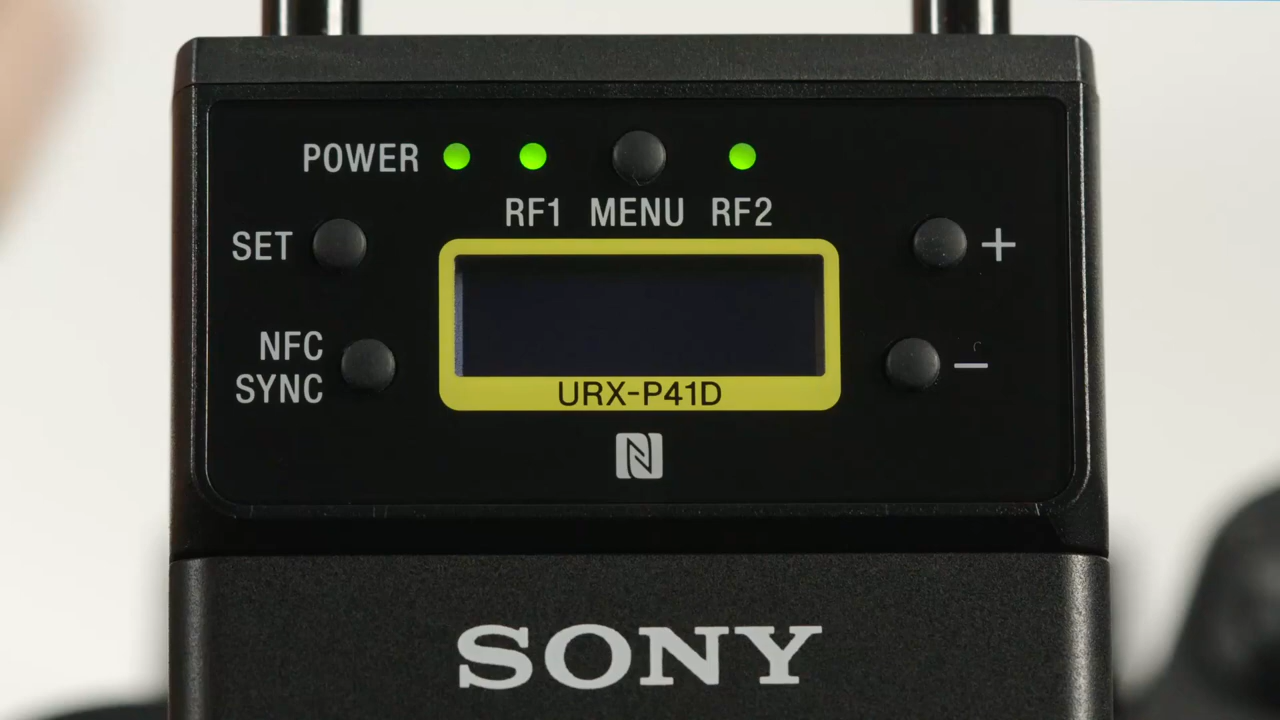 POWER
RF1 MENU RF2
SET
+
NFC
SYNC
−
URX-P41D
SONY